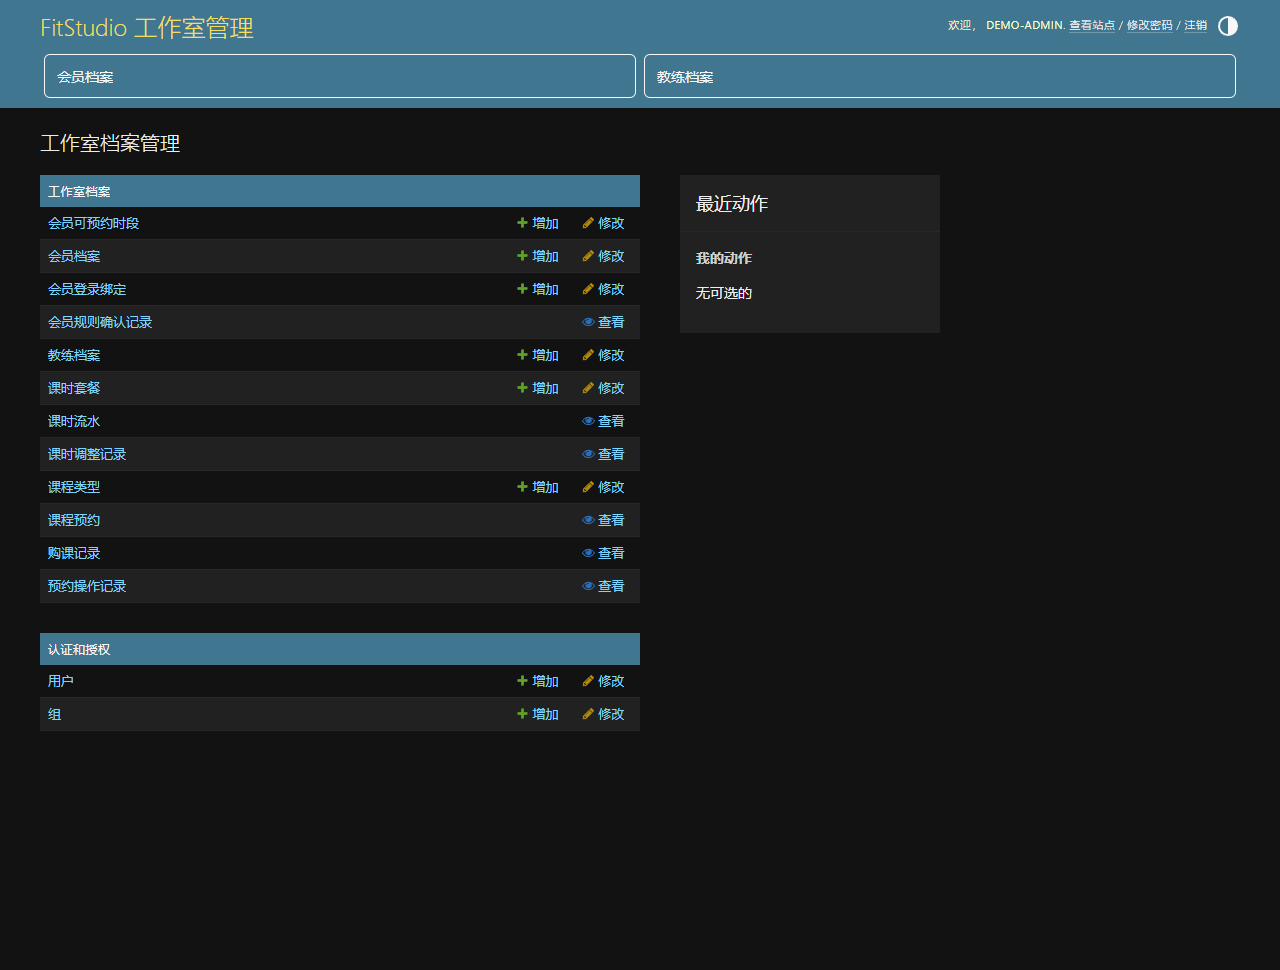 FitStudio 工作室管理
欢迎， DEMO-ADMIN. 查看站点 / 修改密码 / 注销
会员档案 教练档案
工作室档案管理
工作室档案
会员可预约时段 增加 修改
会员档案 增加 修改
会员登录绑定 增加 修改
会员规则确认记录 查看
教练档案 增加 修改
课时套餐 增加 修改
课时流水 查看
课时调整记录 查看
课程类型 增加 修改
课程预约 查看
购课记录 查看
预约操作记录 查看
认证和授权
用户 增加 修改
组 增加 修改
最近动作
我的动作
无可选的